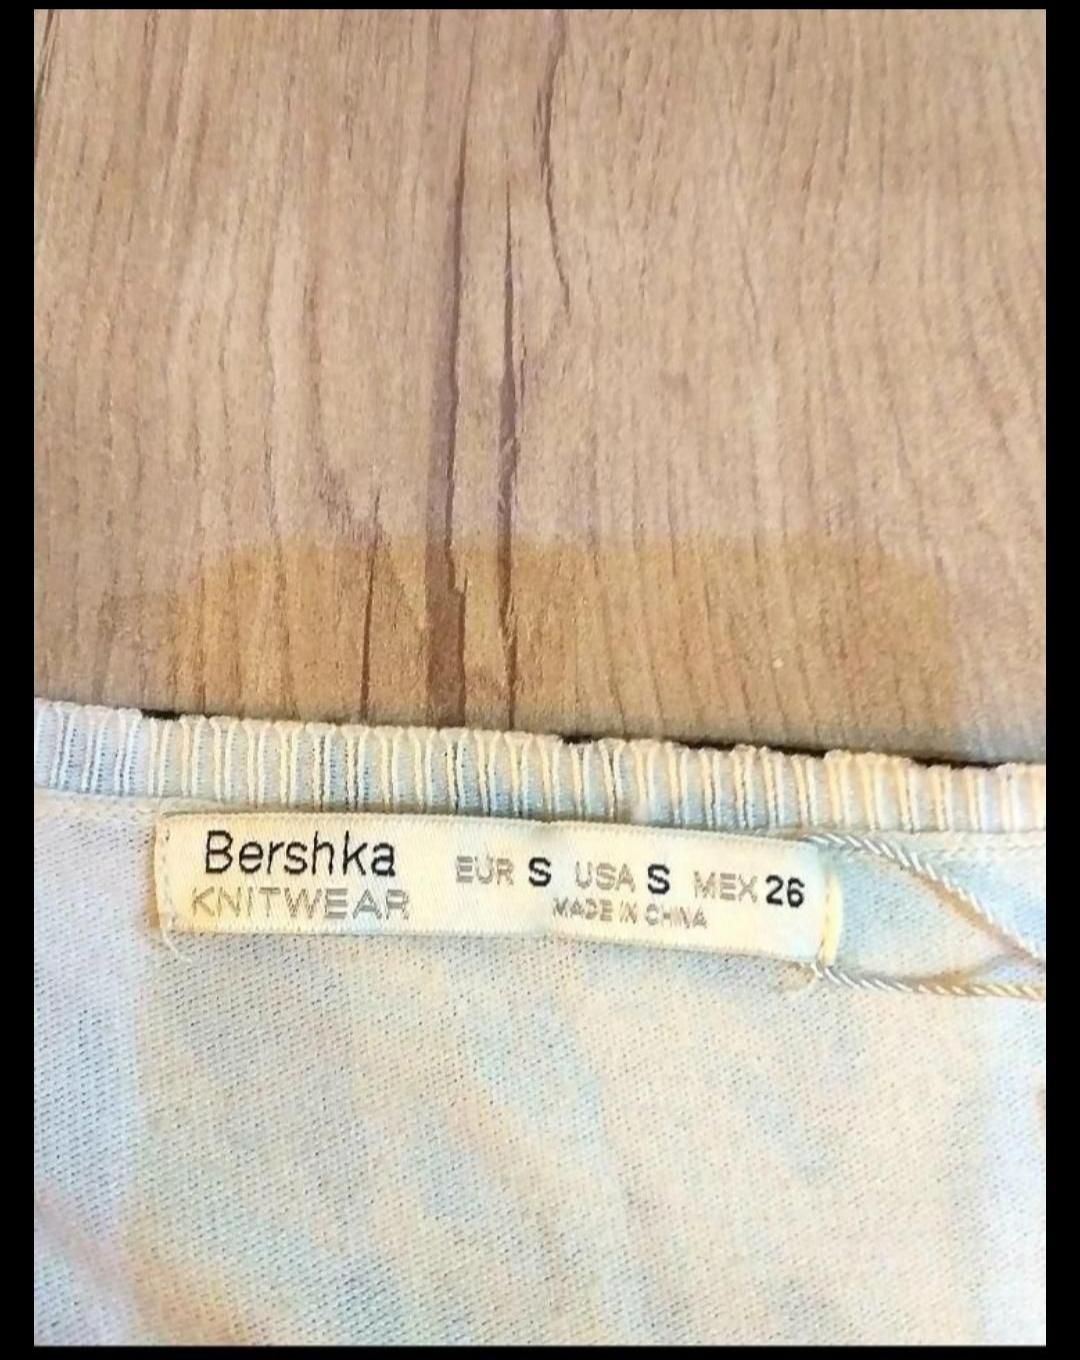 Bershka
KNITWEAR
EUR S USA S MEX 26
MADE IN CHINA